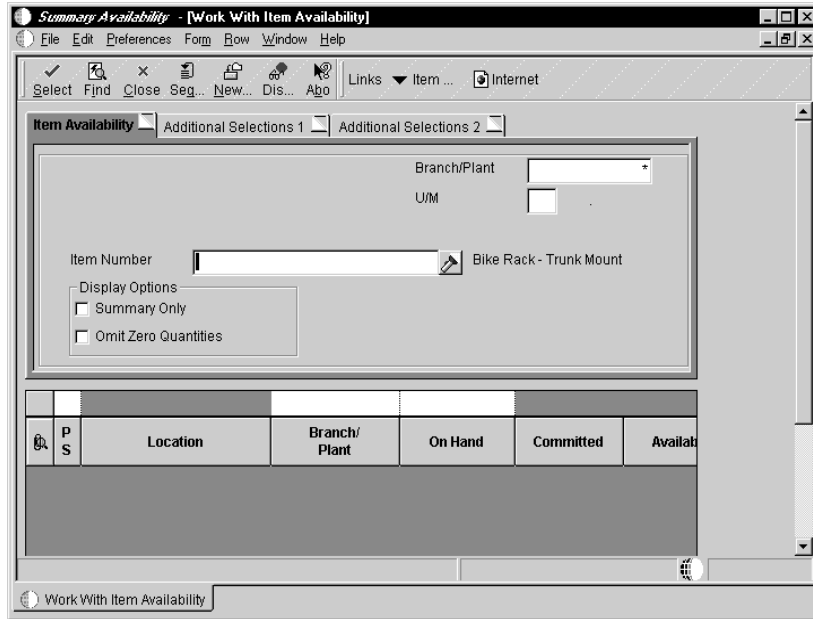 Summary Availability - [Work With Item Availability]
File Edit Preferences Form Row Window Help
Select Find Close Seg... New... Dis... Abo Links Item ... Internet
Item Availability Additional Selections 1 Additional Selections 2
Branch/Plant *
U/M .
Item Number Bike Rack - Trunk Mount
Display Options
Summary Only
Omit Zero Quantities
P S Location Branch/ Plant On Hand Committed Availab
Work With Item Availability